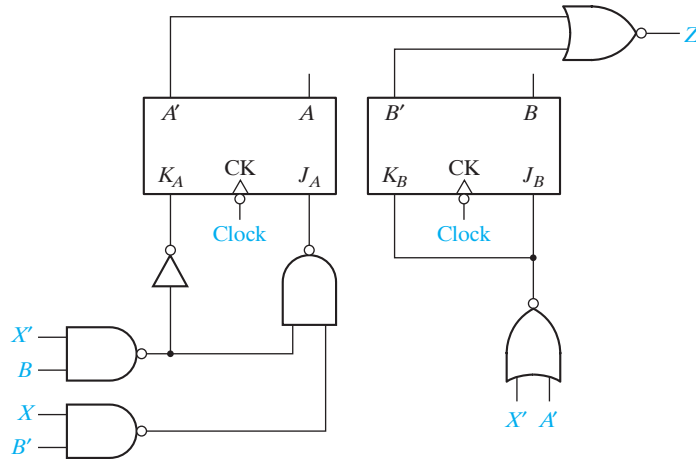 Z
A′ A B′ B
K_A CK J_A K_B CK J_B
Clock Clock
X′
B
X
B′
X′ A′